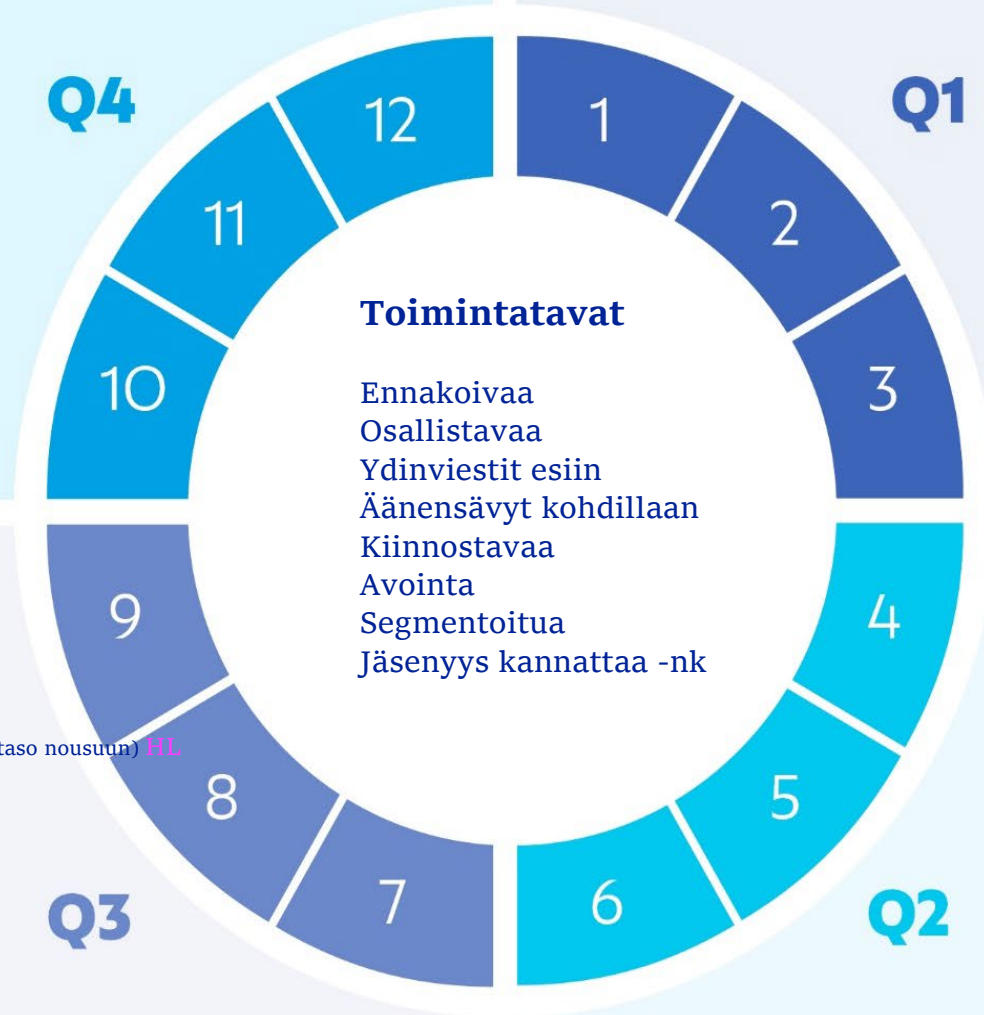 Q4
Q1
12
1
11
2
10
3
Toimintatavat
Ennakoivaa
Osallistavaa
Ydinviestit esiin
Äänensävyt kohdillaan
Kiinnostavaa
Avointa
Segmentoitua
Jäsenyys kannattaa -nk
9
4
taso nousuun) HL
8
5
7
6
Q3
Q2